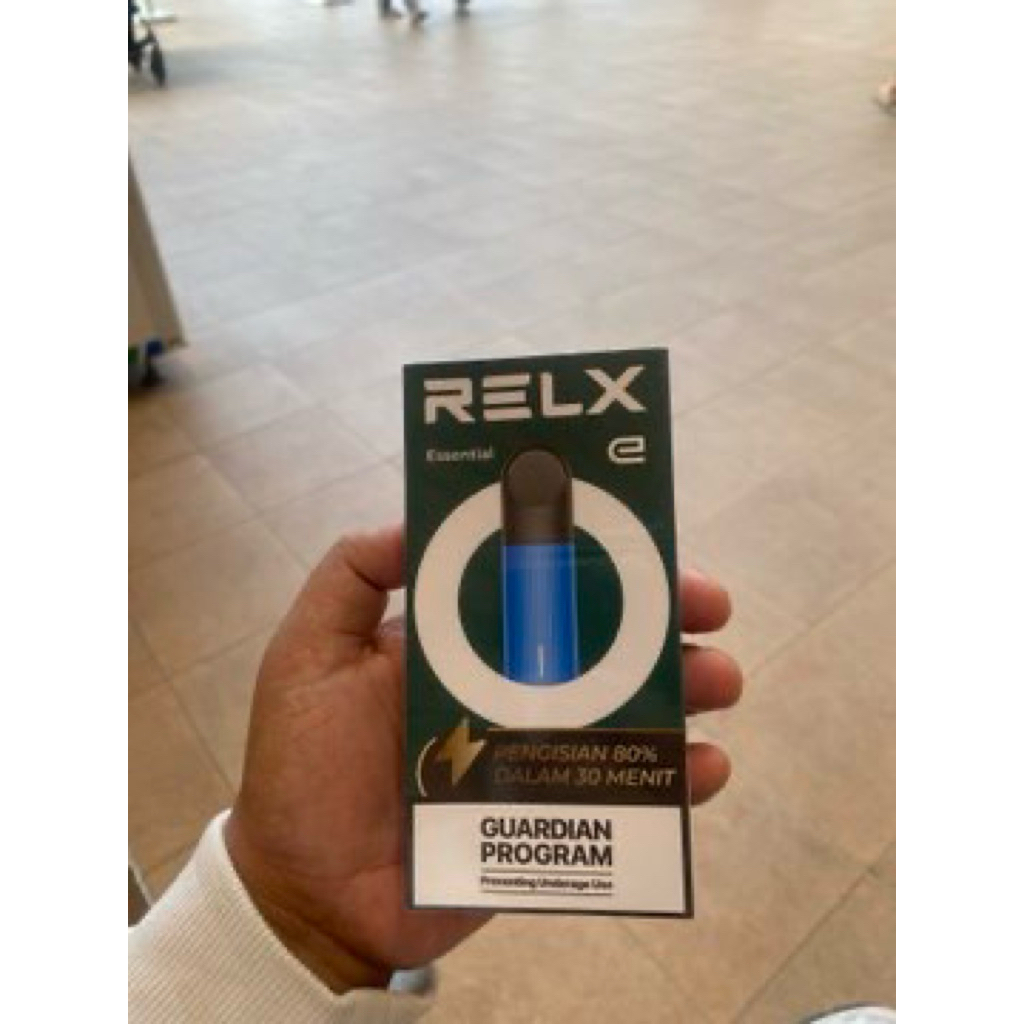 RELX
Essential e
PENGISIAN 80%
DALAM 30 MENIT
GUARDIAN
PROGRAM
Preventing Underage Use